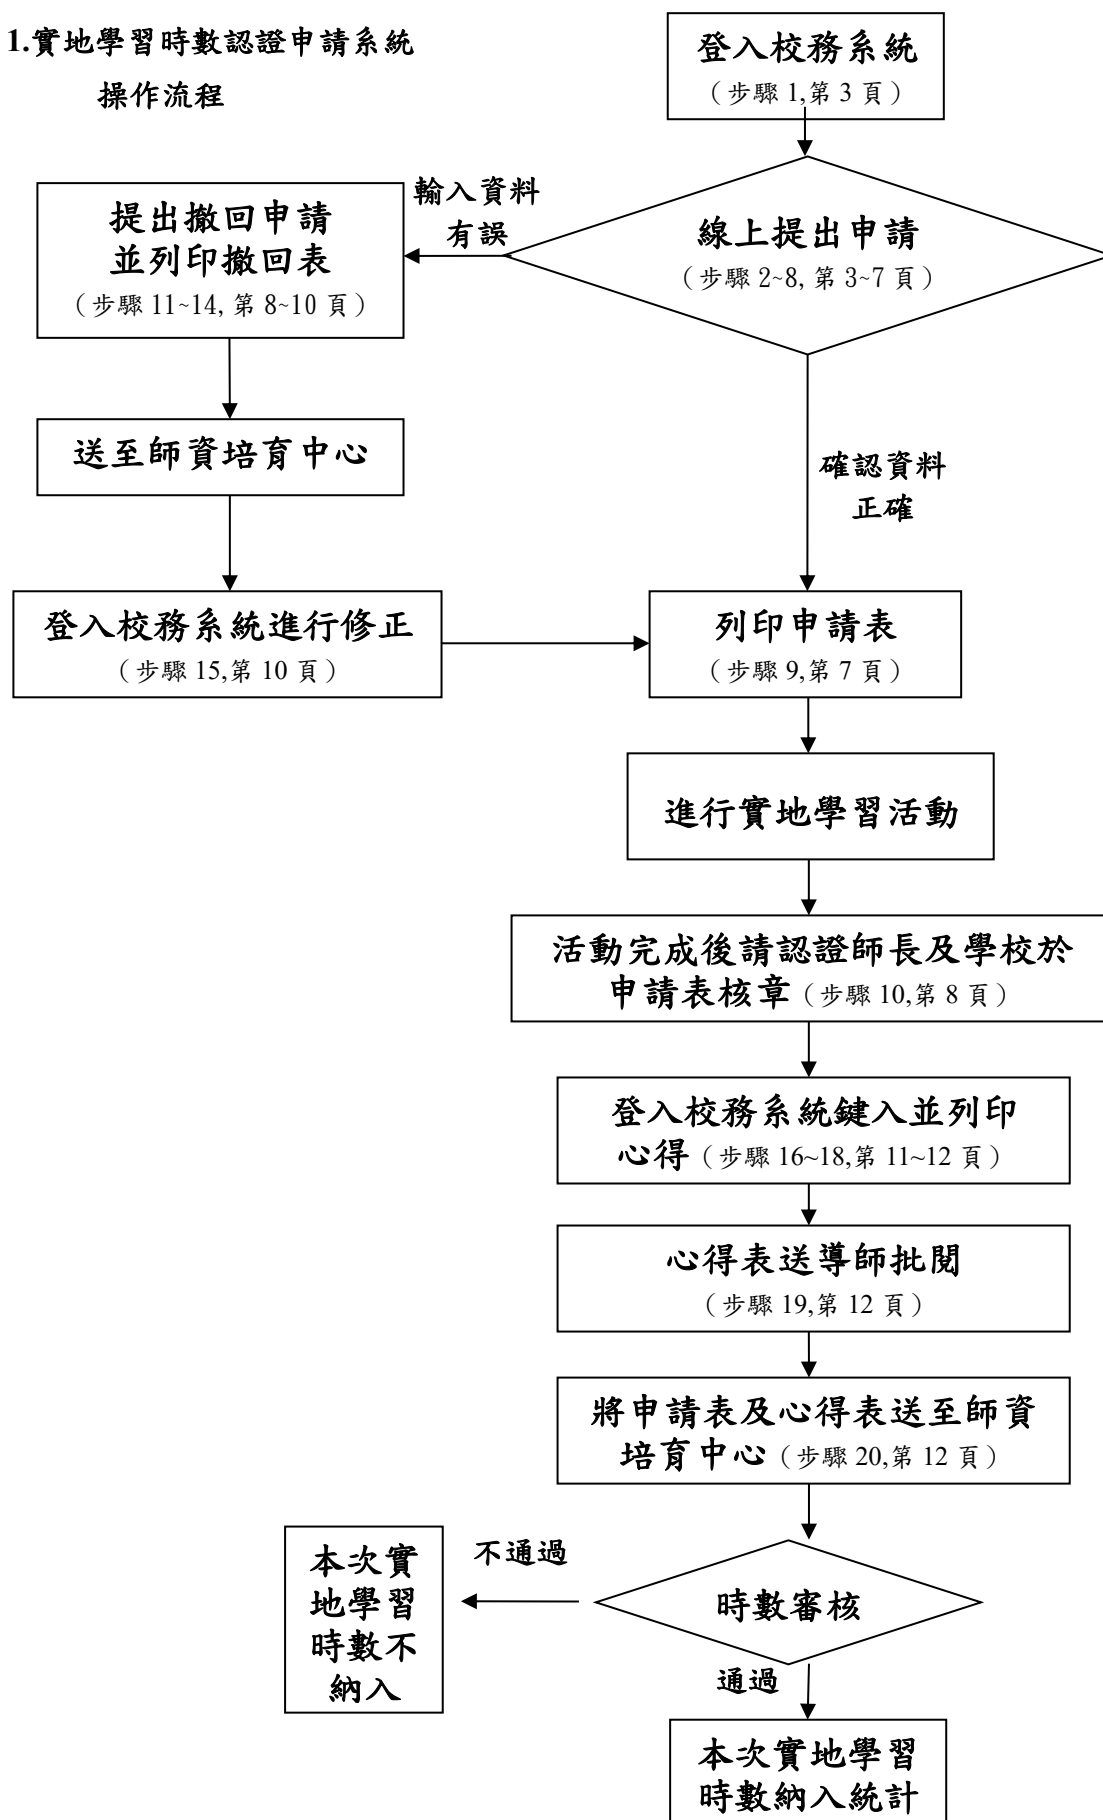 1.實地學習時數認證申請系統
操作流程
登入校務系統
（步驟 1,第 3 頁）
輸入資料
有誤
提出撤回申請
並列印撤回表
（步驟 11~14, 第 8~10 頁）
線上提出申請
（步驟 2~8, 第 3~7 頁）
送至師資培育中心
確認資料
正確
登入校務系統進行修正
（步驟 15,第 10 頁）
列印申請表
（步驟 9,第 7 頁）
進行實地學習活動
活動完成後請認證師長及學校於
申請表核章（步驟 10,第 8 頁）
登入校務系統鍵入並列印
心得（步驟 16~18,第 11~12 頁）
心得表送導師批閱
（步驟 19,第 12 頁）
將申請表及心得表送至師資
培育中心（步驟 20,第 12 頁）
不通過
本次實
地學習
時數不
納入
時數審核
通過
本次實地學習
時數納入統計